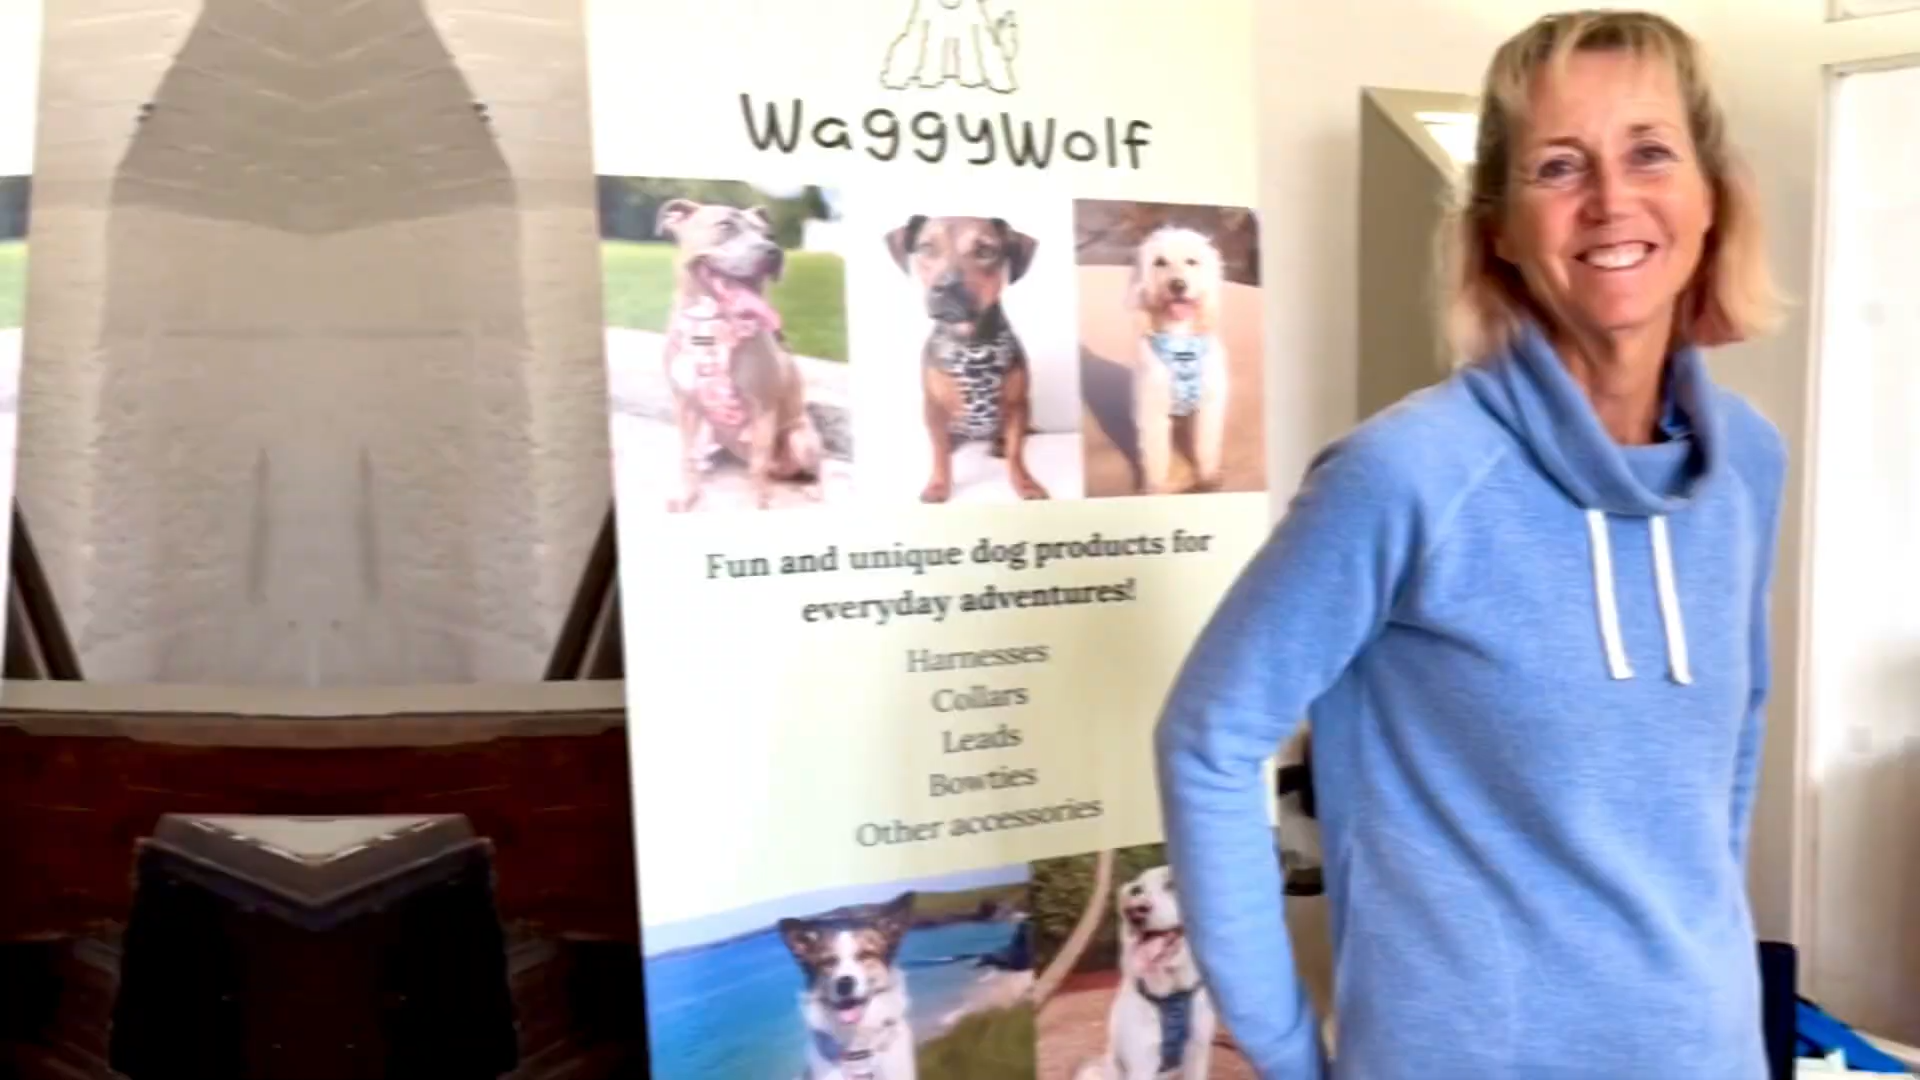 WaggyWolf
Fun and unique dog products for
everyday adventures!
Harnesses
Collars
Leads
Bowties
Other accessories